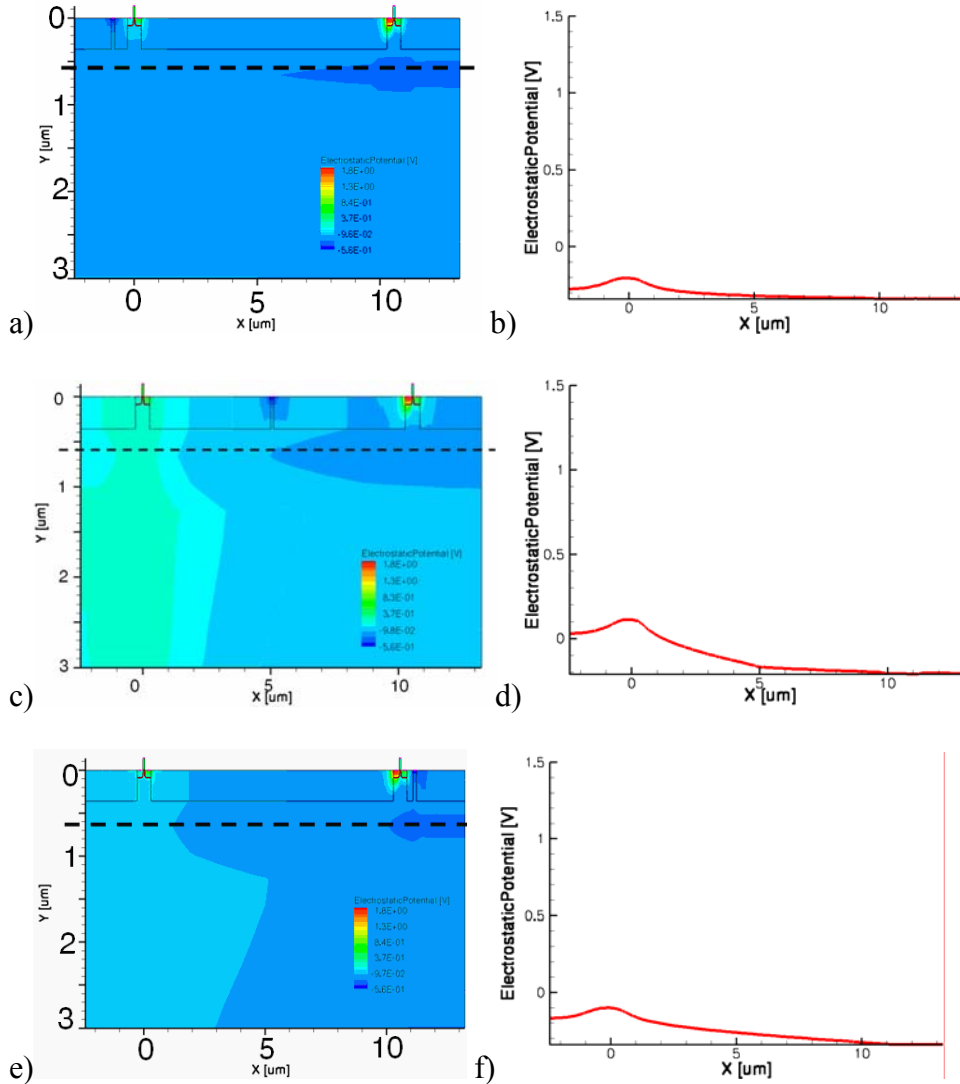 0
1
2
3
Y [um]
ElectrostaticPotential [V]
1.8E+00
1.3E+00
8.4E-01
3.7E-01
-9.6E-02
-5.6E-01
0
5
10
X [um]
a)
1.5
1
0.5
0
ElectrostaticPotential [V]
0
5
10
X [um]
b)
0
1
2
3
Y [um]
ElectrostaticPotential [V]
1.8E+00
1.3E+00
8.3E-01
3.7E-01
-9.8E-02
-5.6E-01
0
5
10
X [um]
c)
1.5
1
0.5
0
ElectrostaticPotential [V]
0
5
10
X [um]
d)
0
1
2
3
Y [um]
ElectrostaticPotential [V]
1.8E+00
1.3E+00
8.4E-01
3.7E-01
-9.7E-02
-5.6E-01
0
5
10
X [um]
e)
1.5
1
0.5
0
ElectrostaticPotential [V]
0
5
10
X [um]
f)